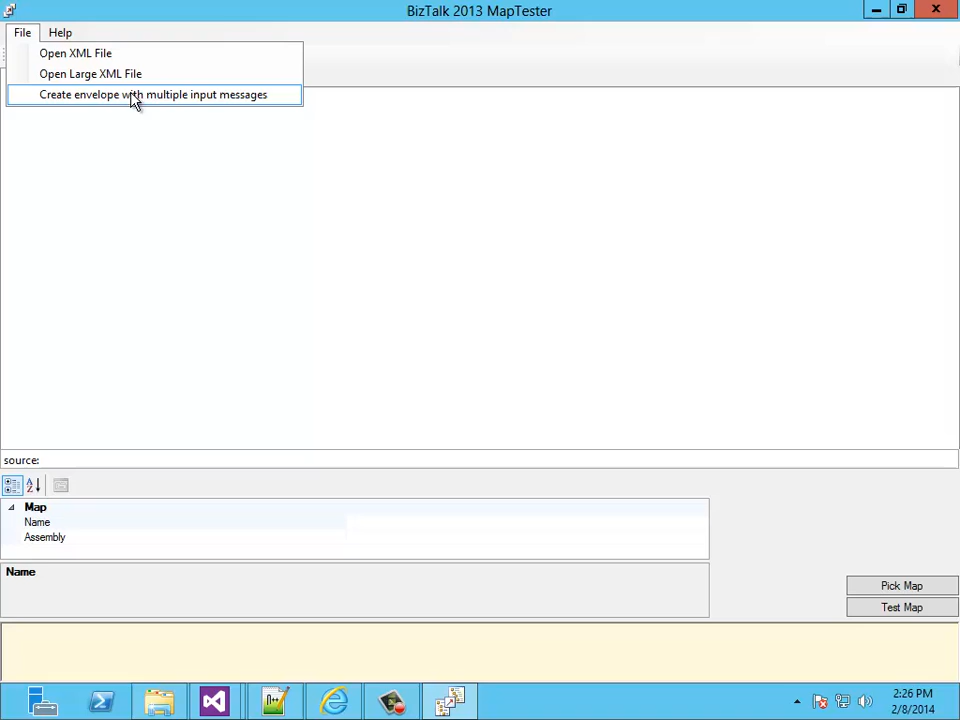 BizTalk 2013 MapTester
File Help
Open XML File
Open Large XML File
Create envelope with multiple input messages
source:
Map
Name
Assembly
Name
Pick Map
Test Map
2:26 PM
2/8/2014